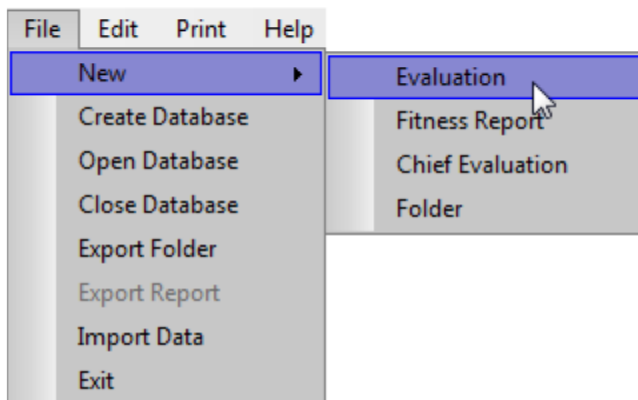 File Edit Print Help
New
Create Database
Open Database
Close Database
Export Folder
Export Report
Import Data
Exit
Evaluation
Fitness Report
Chief Evaluation
Folder